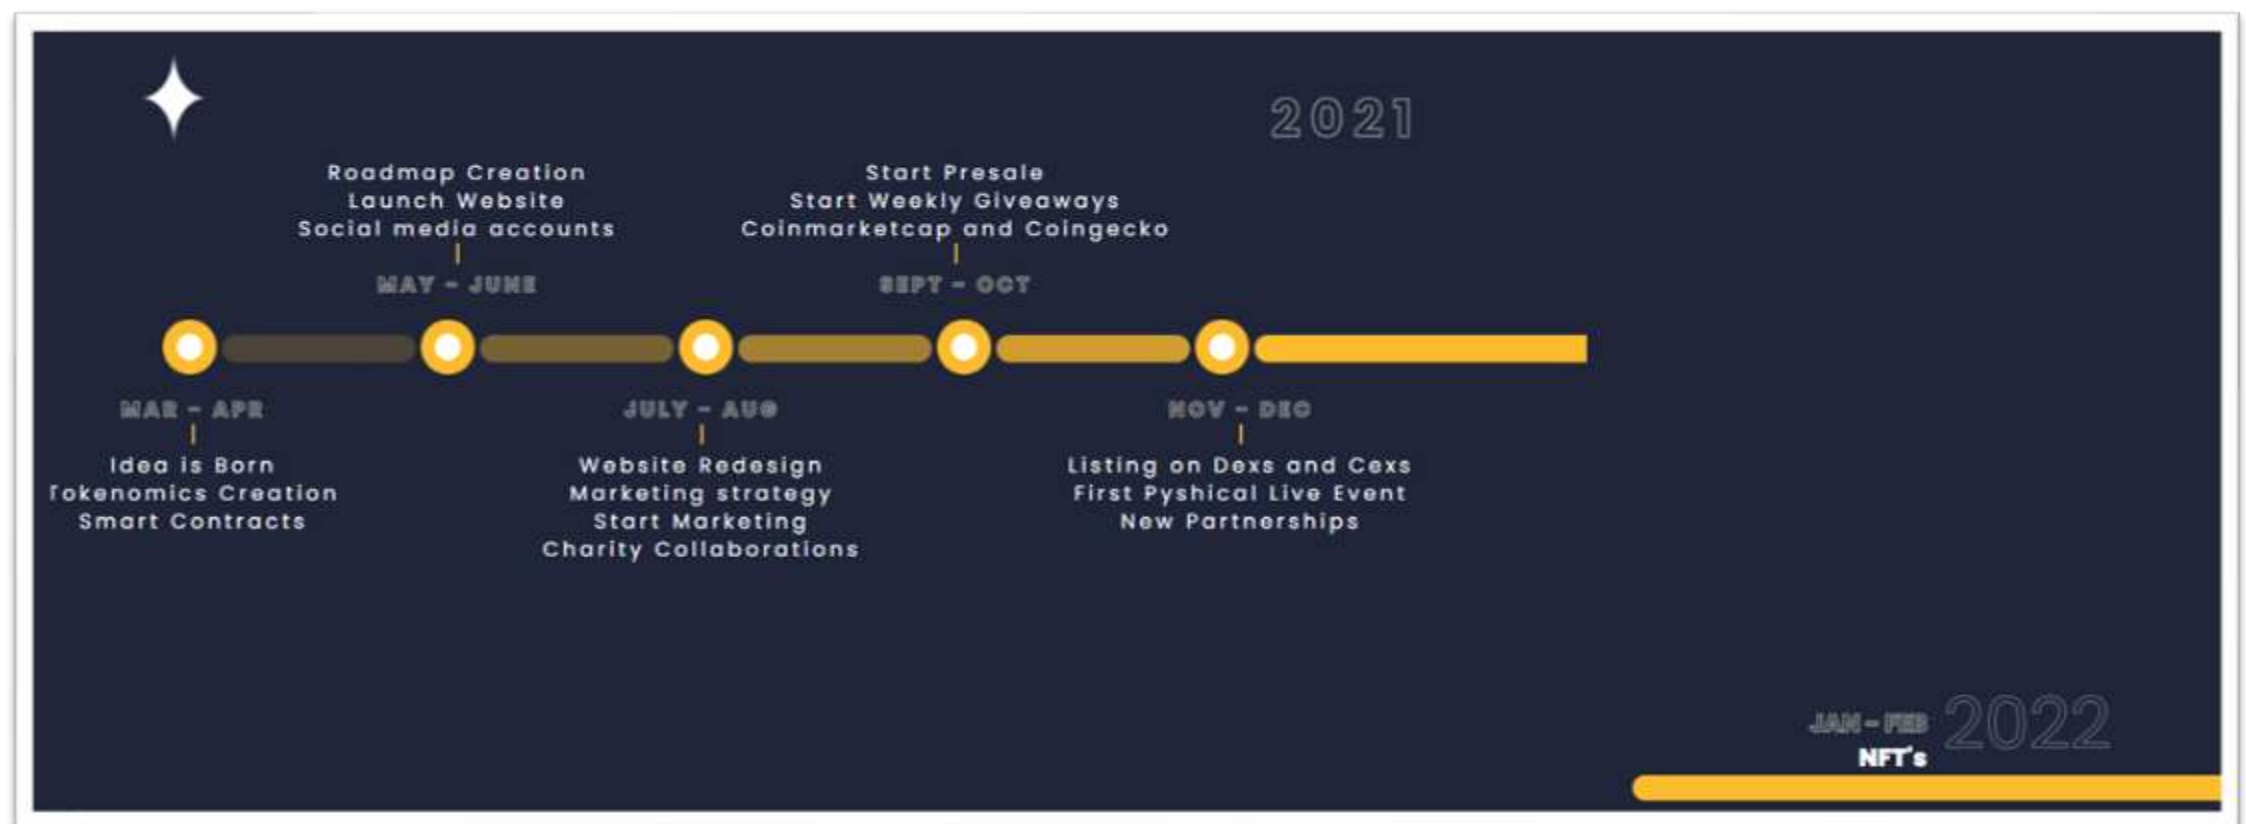 2021
Roadmap Creation
Launch Website
Social media accounts
MAY - JUNE
Start Presale
Start Weekly Giveaways
Coinmarketcap and Coingecko
SEPT - OCT
MAR - APR
Idea is Born
Tokenomics Creation
Smart Contracts
JULY - AUG
Website Redesign
Marketing strategy
Start Marketing
Charity Collaborations
NOV - DEC
Listing on Dexs and Cexs
First Pyshical Live Event
New Partnerships
JAN - FEB 2022
NFT's